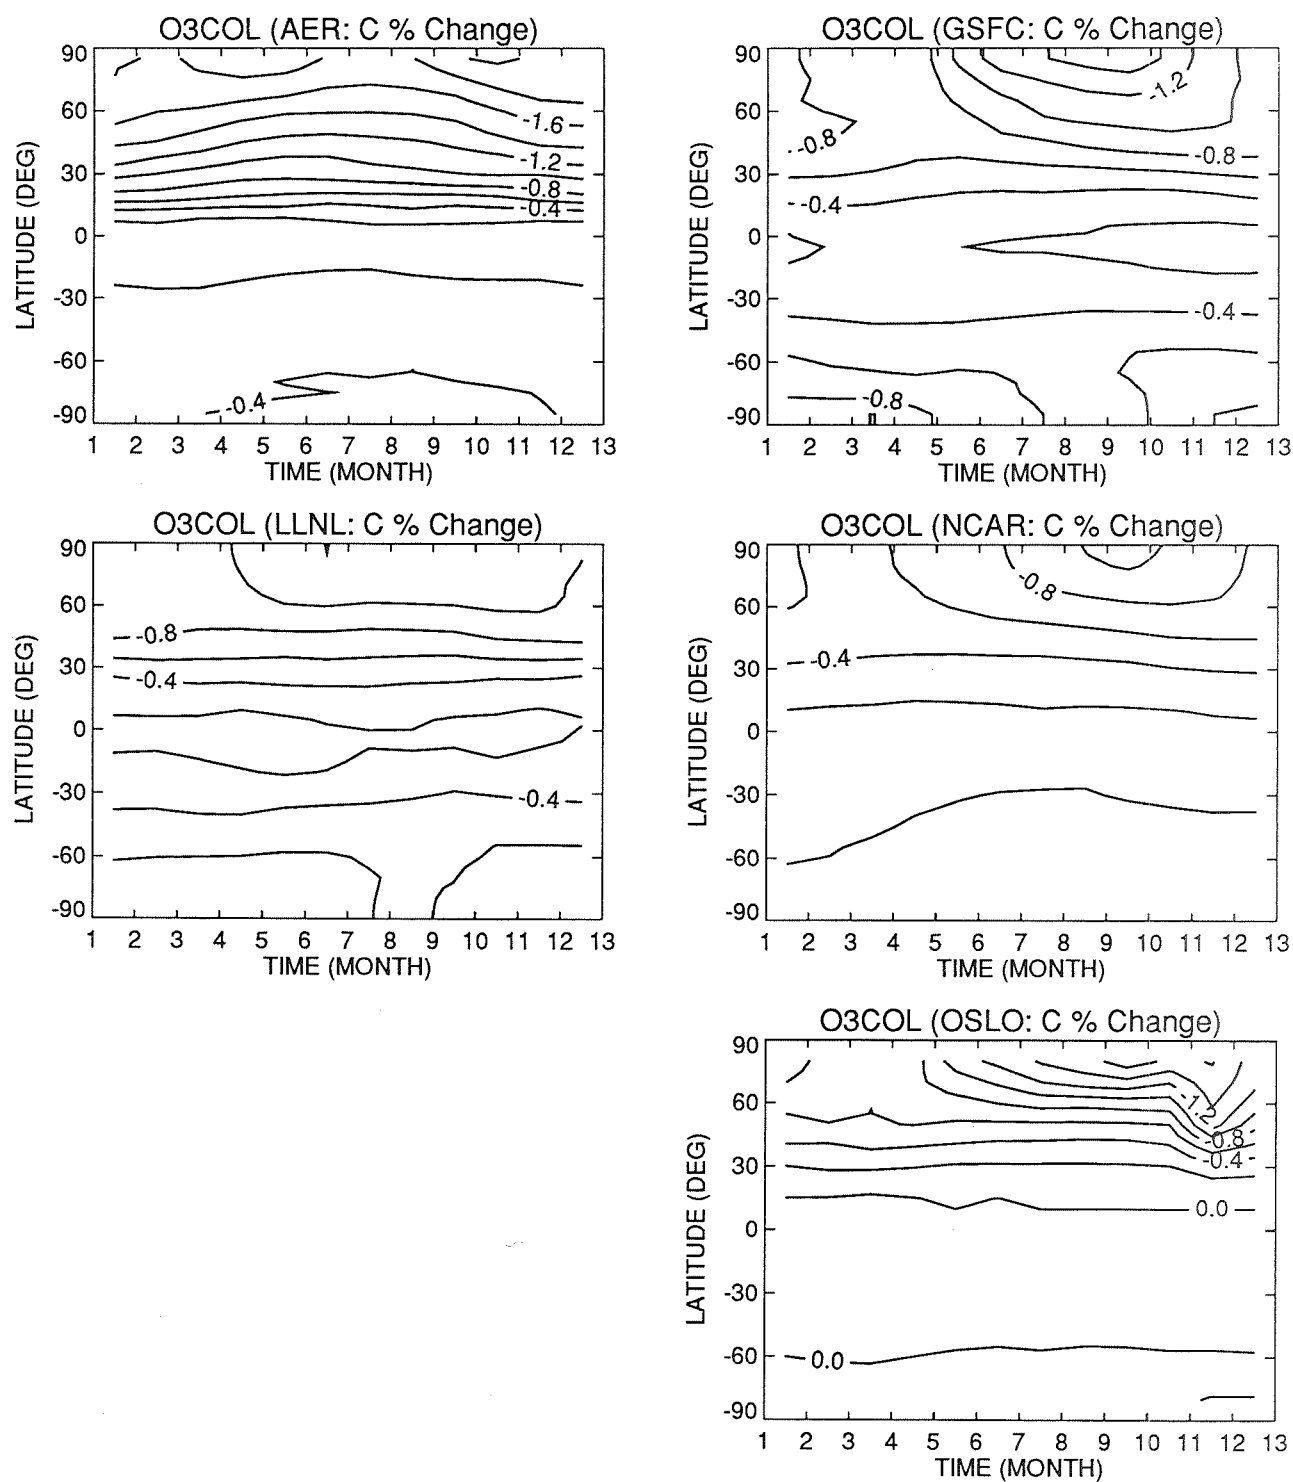 O3COL (AER: C % Change)
90
60
30
0
-30
-60
-90
LATITUDE (DEG)
-1.6
-1.2
-0.8
-0.4
-0.4
1 2 3 4 5 6 7 8 9 10 11 12 13
TIME (MONTH)
O3COL (GSFC: C % Change)
90
60
30
0
-30
-60
-90
LATITUDE (DEG)
-1.2
-0.8
-0.8
-0.4
-0.4
-0.8
1 2 3 4 5 6 7 8 9 10 11 12 13
TIME (MONTH)
O3COL (LLNL: C % Change)
90
60
30
0
-30
-60
-90
LATITUDE (DEG)
-0.8
-0.4
-0.4
1 2 3 4 5 6 7 8 9 10 11 12 13
TIME (MONTH)
O3COL (NCAR: C % Change)
90
60
30
0
-30
-60
-90
LATITUDE (DEG)
-0.8
-0.4
1 2 3 4 5 6 7 8 9 10 11 12 13
TIME (MONTH)
O3COL (OSLO: C % Change)
90
60
30
0
-30
-60
-90
LATITUDE (DEG)
-1.2
-0.8
-0.4
0.0
0.0
1 2 3 4 5 6 7 8 9 10 11 12 13
TIME (MONTH)